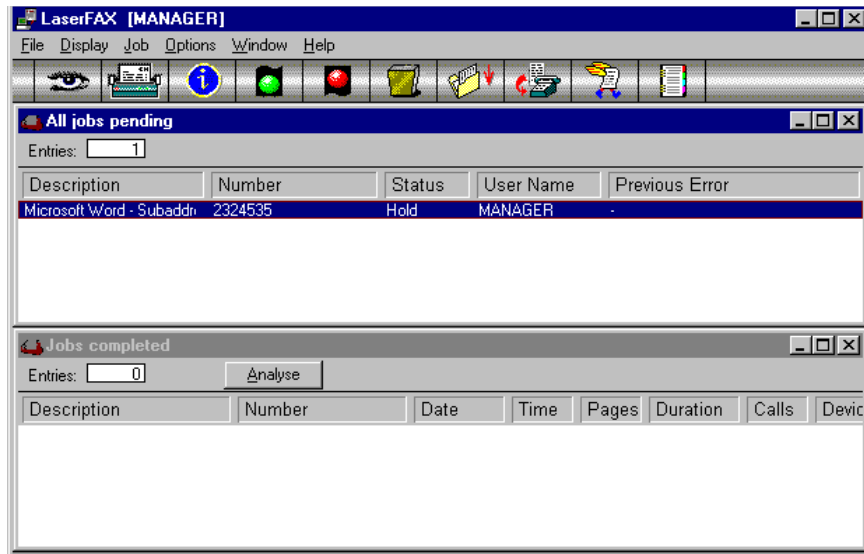 LaserFAX [MANAGER]
File Display Job Options Window Help
All jobs pending
Entries: 1
Description Number Status User Name Previous Error
Microsoft Word - Subaddr 2324535 Hold MANAGER -
Jobs completed
Entries: 0 Analyse
Description Number Date Time Pages Duration Calls Devic